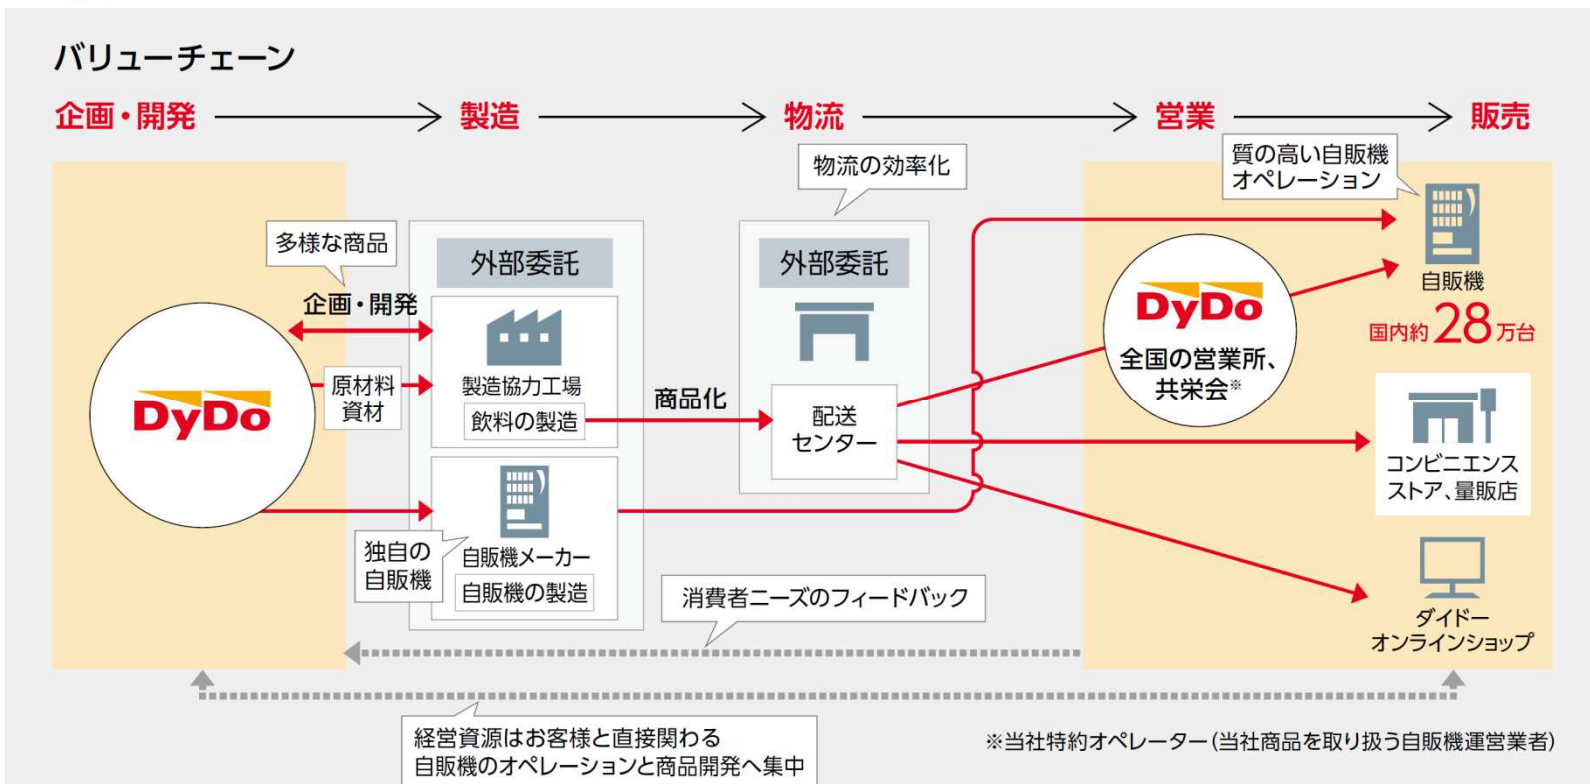 バリューチェーン
企画・開発
製造
物流
営業
販売
多様な商品
企画・開発
DyDo
原材料
資材
外部委託
製造協力工場
飲料の製造
独自の
自販機
自販機メーカー
自販機の製造
商品化
物流の効率化
外部委託
配送
センター
質の高い自販機
オペレーション
DyDo
全国の営業所、
共栄会※
自販機
国内約28万台
コンビニエンス
ストア、量販店
ダイドー
オンラインショップ
消費者ニーズのフィードバック
経営資源はお客様と直接関わる
自販機のオペレーションと商品開発へ集中
※当社特約オペレーター(当社商品を取り扱う自販機運営業者)